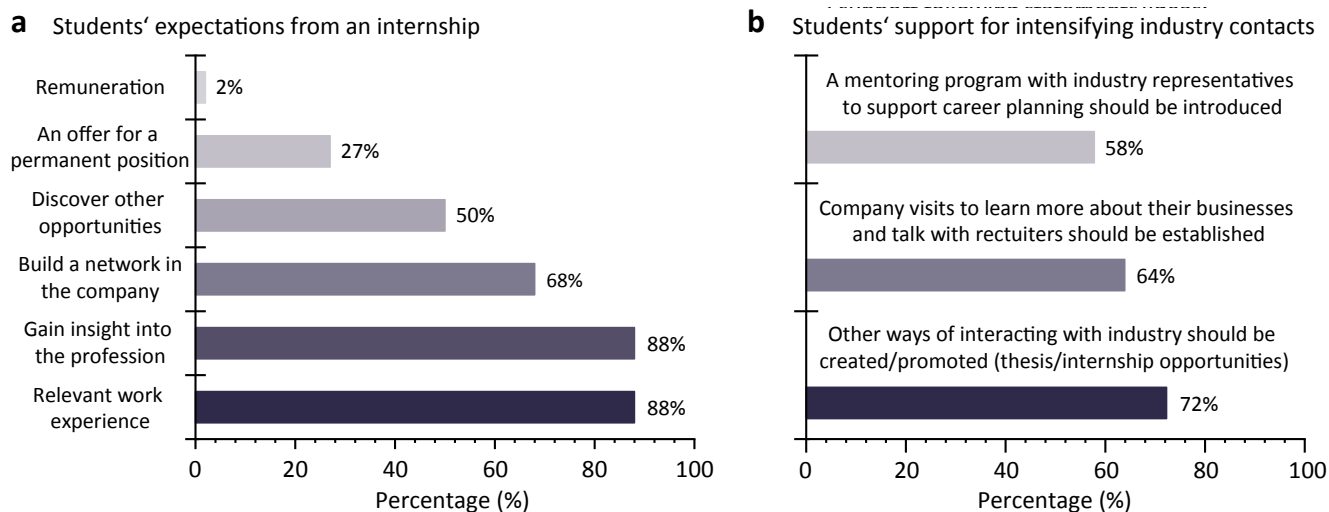 a Students‘ expectations from an internship
Remuneration
2%
An offer for a
permanent position
27%
Discover other
opportunities
50%
Build a network in
the company
68%
Gain insight into
the profession
88%
Relevant work
experience
88%
0 20 40 60 80 100
Percentage (%)
b Students‘ support for intensifying industry contacts
A mentoring program with industry representatives
to support career planning should be introduced
58%
Company visits to learn more about their businesses
and talk with rectuiters should be established
64%
Other ways of interacting with industry should be
created/promoted (thesis/internship opportunities)
72%
0 20 40 60 80 100
Percentage (%)